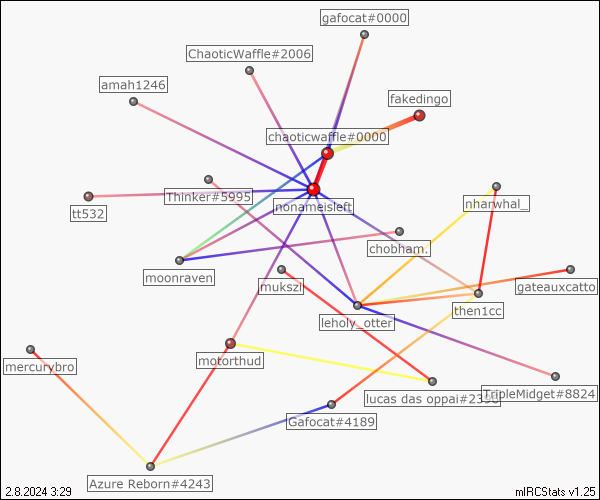 gafocat#0000
ChaoticWaffle#2006
amah1246
fakedingo
chaoticwaffle#0000
Thinker#5995
nonameisleft
nharwhal_
tt532
chobham.
moonraven
mukszi
gateauxcatto
leholy_otter
then1cc
motorthud
mercurybro
lucas das oppai#2398
TripleMidget#8824
Gafocat#4189
Azure Reborn#4243
2.8.2024 3:29
mIRCStats v1.25